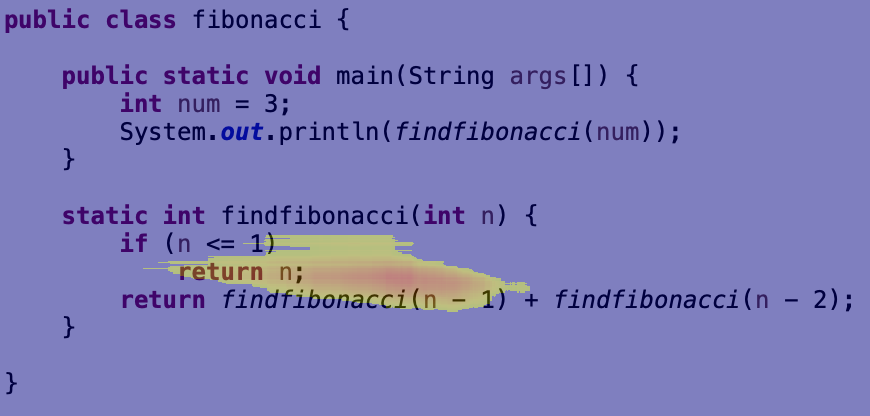 public class fibonacci {
public static void main(String args[]) {
int num = 3;
System.out.println(findfibonacci(num));
}
static int findfibonacci(int n) {
if (n <= 1)
return n;
return findfibonacci(n - 1) + findfibonacci(n - 2);
}
}